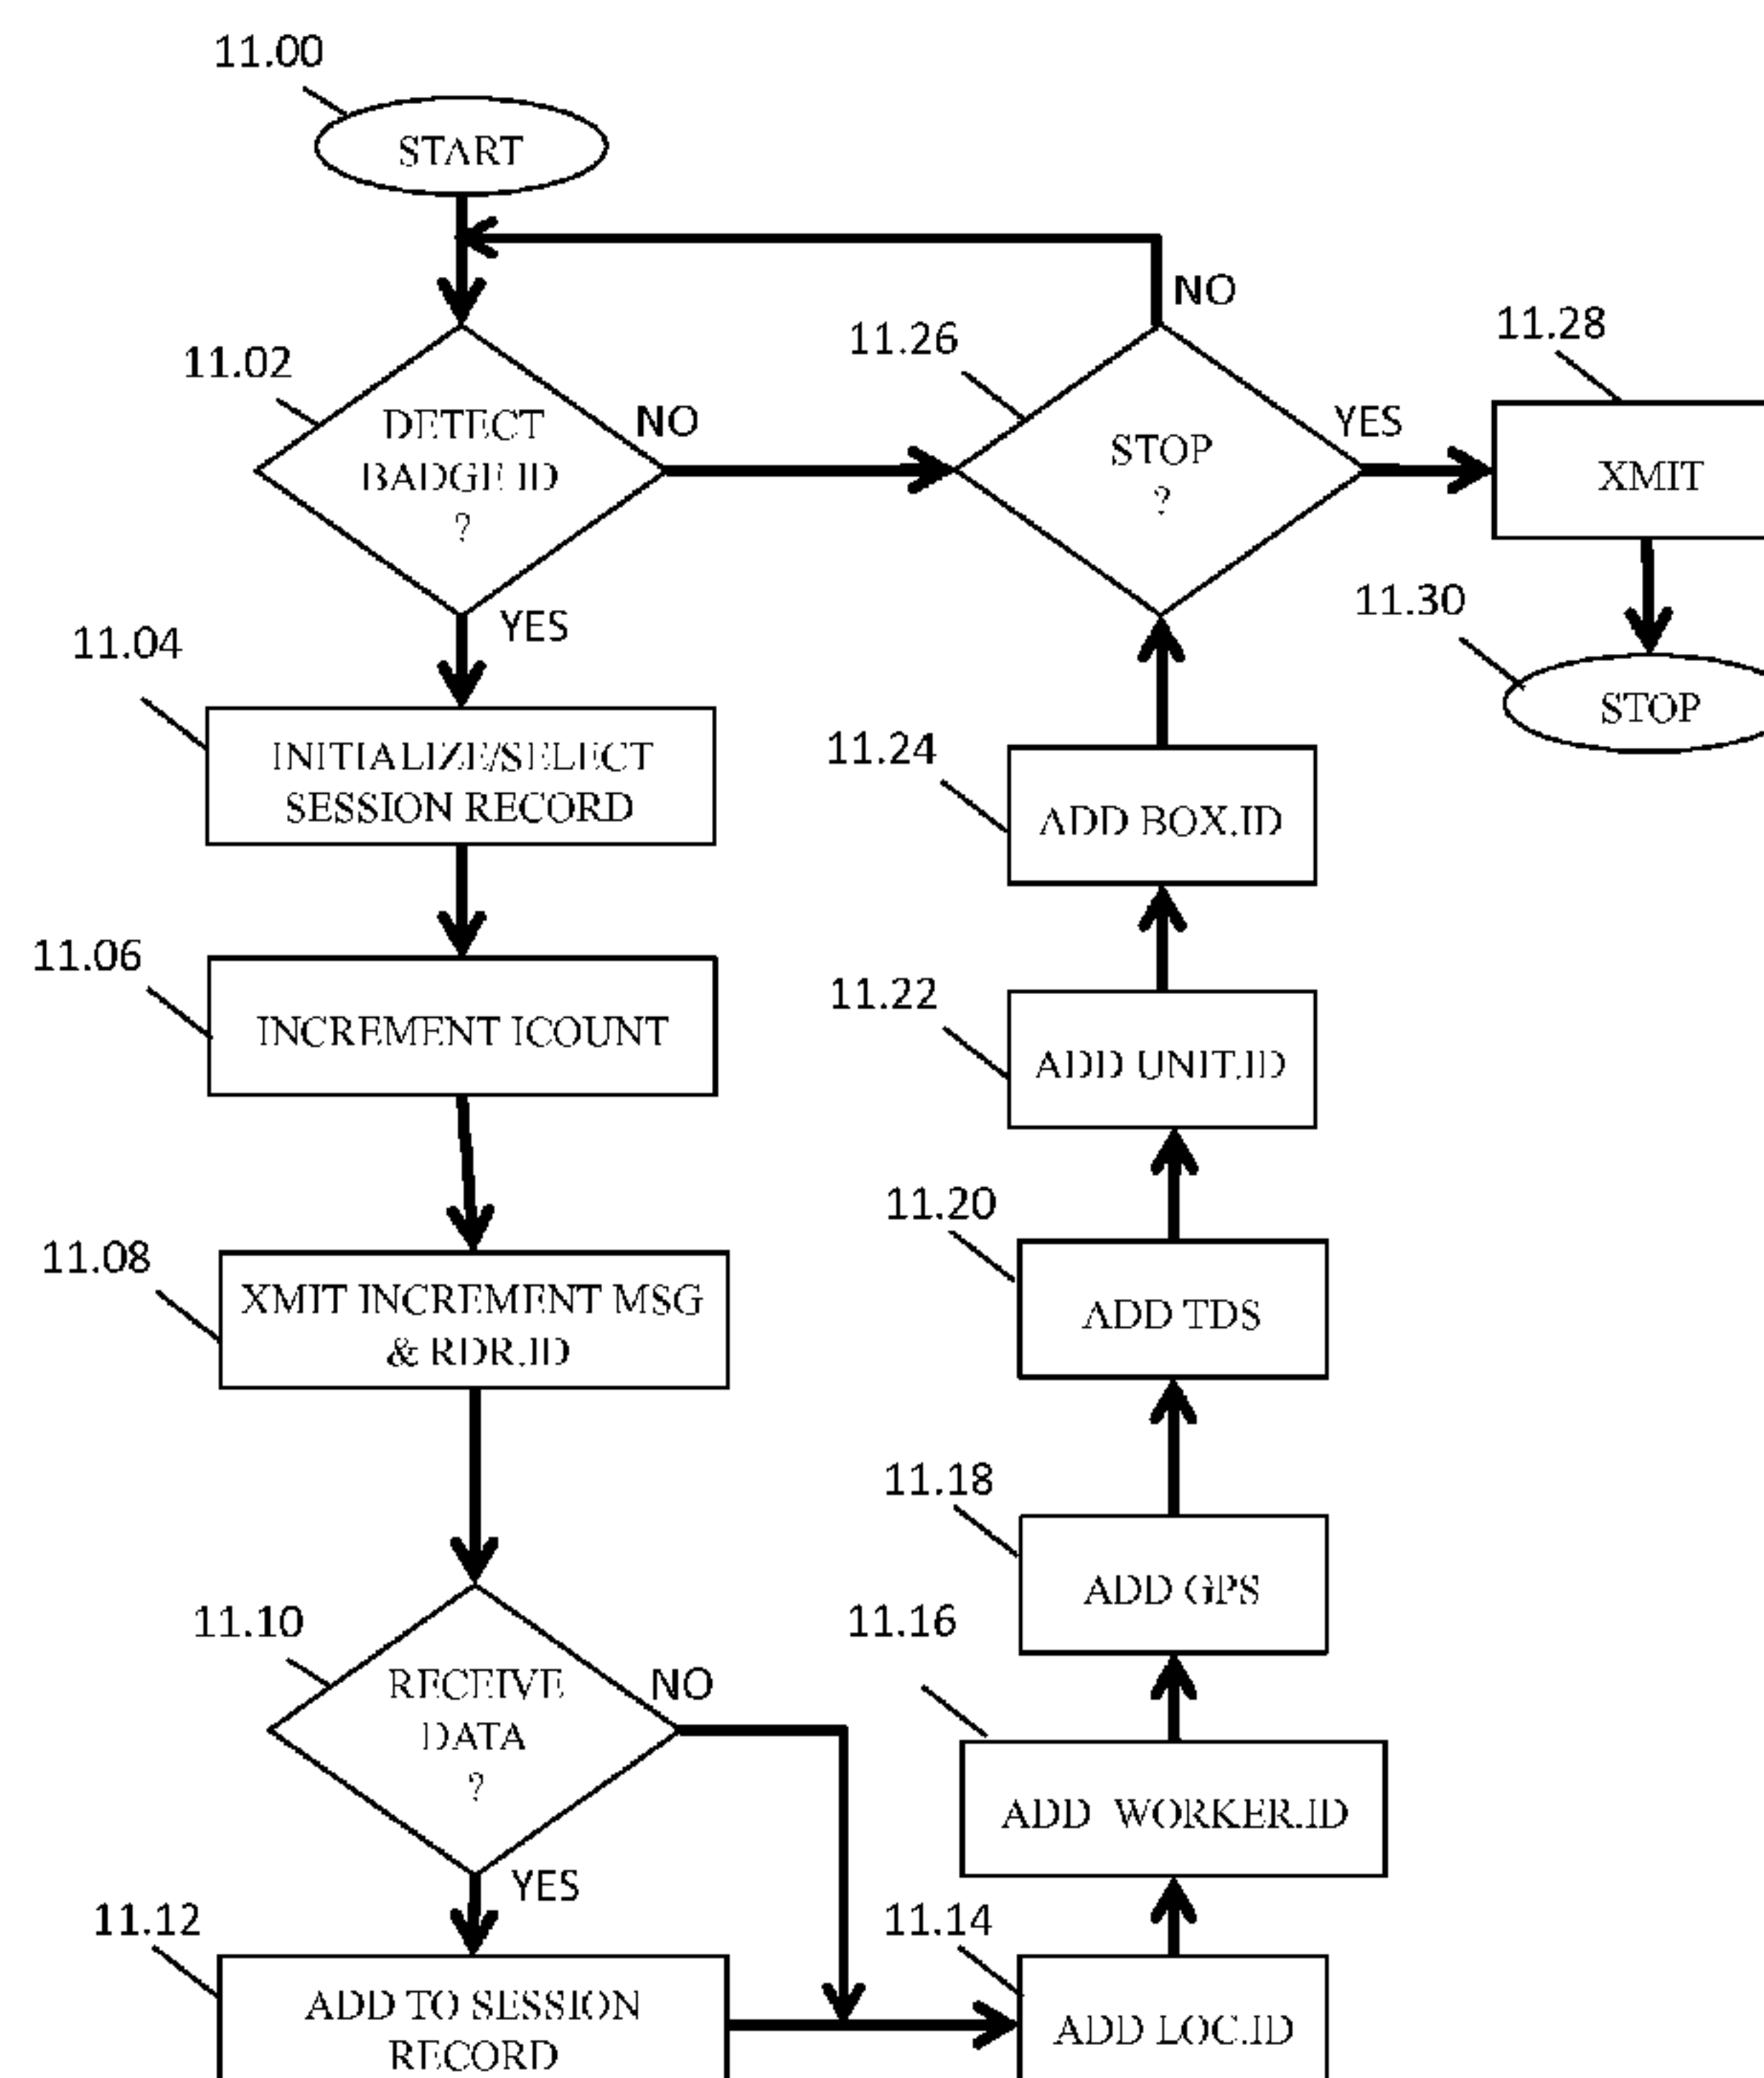 11.00
START
11.02
DETECT
BADGE ID
?
NO
YES
11.04
INITIALIZE/SELECT
SESSION RECORD
11.06
INCREMENT ICOUNT
11.08
XMIT INCREMENT MSG
& RDR.ID
11.10
RECEIVE
DATA
?
NO
YES
11.12
ADD TO SESSION
RECORD
11.14
ADD LOC.ID
11.16
ADD WORKER.ID
11.18
ADD GPS
11.20
ADD TDS
11.22
ADD UNIT.ID
11.24
ADD BOX.ID
11.26
STOP
?
NO
YES
11.28
XMIT
11.30
STOP